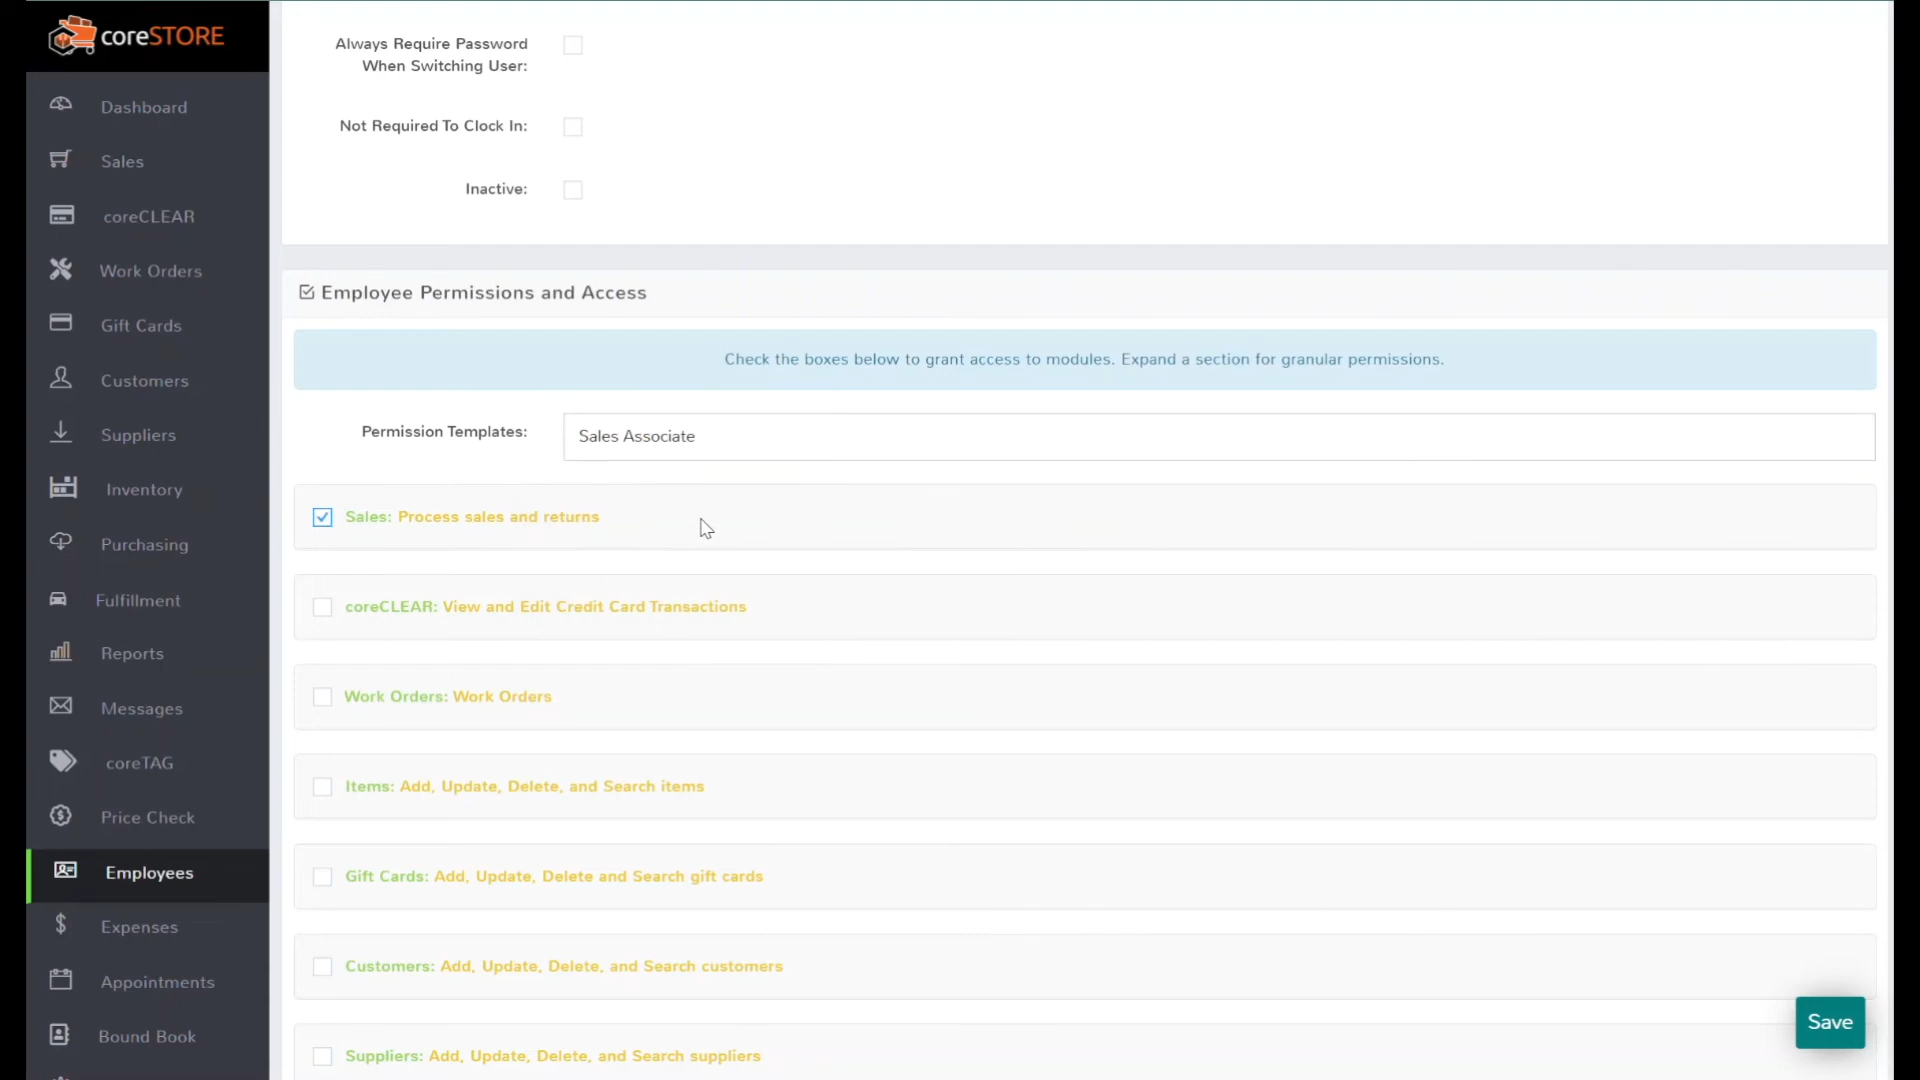 coreSTORE
Dashboard
Sales
coreCLEAR
Work Orders
Gift Cards
Customers
Suppliers
Inventory
Purchasing
Fulfillment
Reports
Messages
coreTAG
Price Check
Employees
Expenses
Appointments
Bound Book
Always Require Password
When Switching User:
Not Required To Clock In:
Inactive:
Employee Permissions and Access
Check the boxes below to grant access to modules. Expand a section for granular permissions.
Permission Templates:
Sales Associate
Sales: Process sales and returns
coreCLEAR: View and Edit Credit Card Transactions
Work Orders: Work Orders
Items: Add, Update, Delete, and Search items
Gift Cards: Add, Update, Delete and Search gift cards
Customers: Add, Update, Delete, and Search customers
Suppliers: Add, Update, Delete, and Search suppliers
Save